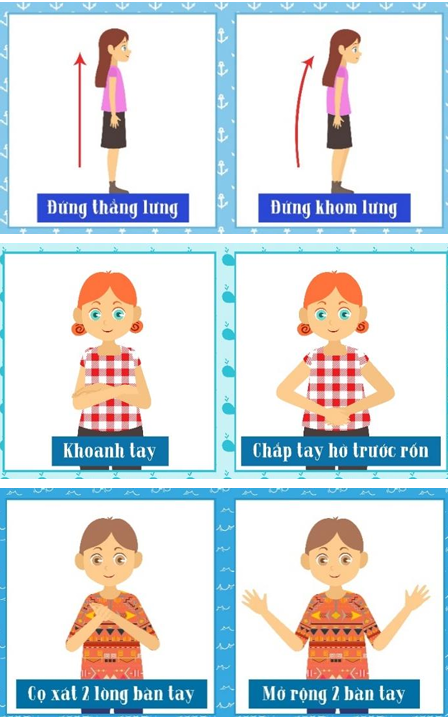 Đứng thẳng lưng
Đứng khom lưng
Khoanh tay
Chắp tay hờ trước rốn
Cọ xát 2 lòng bàn tay
Mở rộng 2 bàn tay